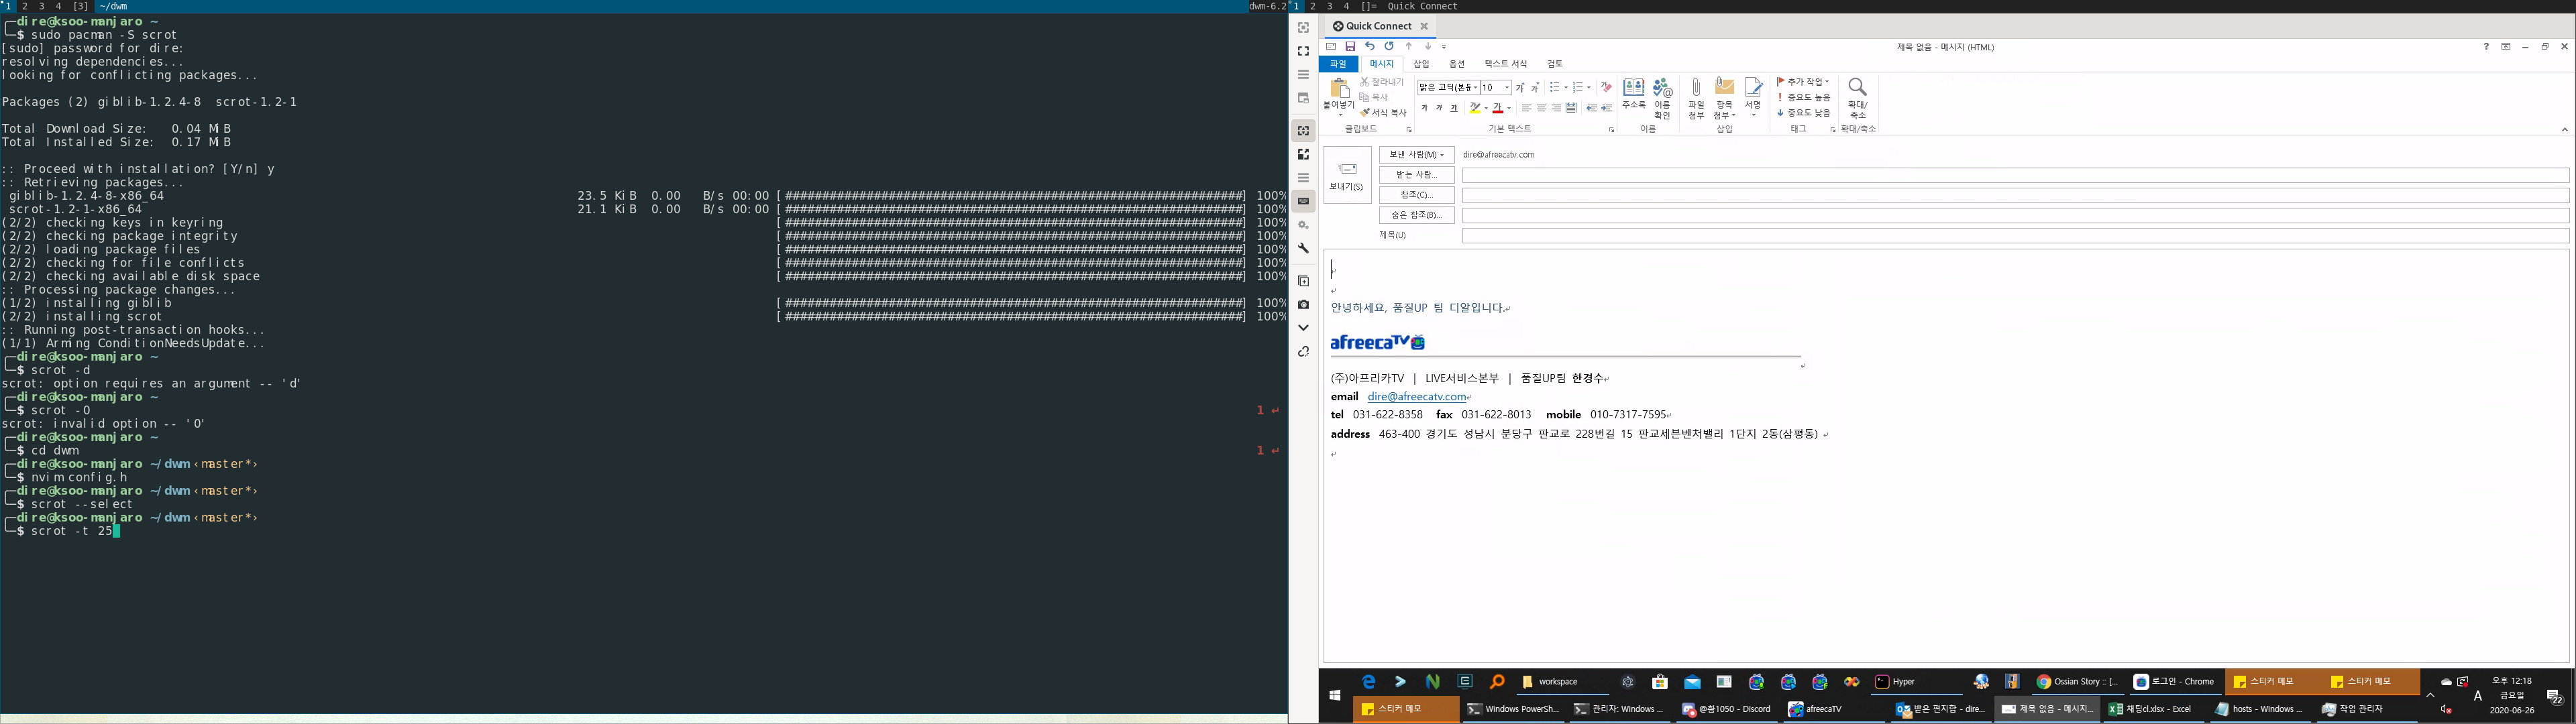 1 2 3 4 [3] ~/dwm dwm-6.2
╭─dire@ksoo-manjaro ~
╰─$ sudo pacman -S scrot
[sudo] password for dire:
resolving dependencies...
looking for conflicting packages...
Packages (2) giblib-1.2.4-8 scrot-1.2-1
Total Download Size: 0.04 MiB
Total Installed Size: 0.17 MiB
:: Proceed with installation? [Y/n] y
:: Retrieving packages...
giblib-1.2.4-8-x86_64 23.5 KiB 0.00 B/s 00:00 [##############################################################] 100%
scrot-1.2-1-x86_64 21.1 KiB 0.00 B/s 00:00 [##############################################################] 100%
(2/2) checking keys in keyring [##############################################################] 100%
(2/2) checking package integrity [##############################################################] 100%
(2/2) loading package files [##############################################################] 100%
(2/2) checking for file conflicts [##############################################################] 100%
(2/2) checking available disk space [##############################################################] 100%
:: Processing package changes...
(1/2) installing giblib [##############################################################] 100%
(2/2) installing scrot [##############################################################] 100%
:: Running post-transaction hooks...
(1/1) Arming ConditionNeedsUpdate...
╭─dire@ksoo-manjaro ~
╰─$ scrot -d
scrot: option requires an argument -- 'd'
╭─dire@ksoo-manjaro ~
╰─$ scrot -0 1 ↵
scrot: invalid option -- '0'
╭─dire@ksoo-manjaro ~
╰─$ cd dwm 1 ↵
╭─dire@ksoo-manjaro ~/dwm ‹master*›
╰─$ nvim config.h
╭─dire@ksoo-manjaro ~/dwm ‹master*›
╰─$ scrot --select
╭─dire@ksoo-manjaro ~/dwm ‹master*›
╰─$ scrot -t 25
1 2 3 4 []= Quick Connect
Quick Connect
제목 없음 - 메시지 (HTML)
파일 메시지 삽입 옵션 텍스트 서식 검토
붙여넣기 잘라내기 복사 서식 복사
클립보드
맑은 고딕(본문 10
가 가 가
기본 텍스트
주소록 이름 확인
이름
파일 첨부 항목 첨부 서명
삽입
추가 작업
중요도 높음
중요도 낮음
태그
확대/축소
확대/축소
보내기(S)
보낸 사람(M) dire@afreecatv.com
받는 사람...
참조(C)...
숨은 참조(B)...
제목(U)
안녕하세요, 품질UP 팀 디알입니다.
afreecaTV
(주)아프리카TV | LIVE서비스본부 | 품질UP팀 한경수
email dire@afreecatv.com
tel 031-622-8358 fax 031-622-8013 mobile 010-7317-7595
address 463-400 경기도 성남시 분당구 판교로 228번길 15 판교세븐벤처밸리 1단지 2동(삼평동)
workspace Hyper Ossian Story :: [... 로그인 - Chrome 스티커 메모 스티커 메모
스티커 메모 Windows PowerSh... 관리자: Windows ... @촬1050 - Discord afreecaTV 받은 편지함 - dire... 제목 없음 - 메시지... 채팅cl.xlsx - Excel hosts - Windows ... 작업 관리자
A
오후 12:18
금요일
2020-06-26
22